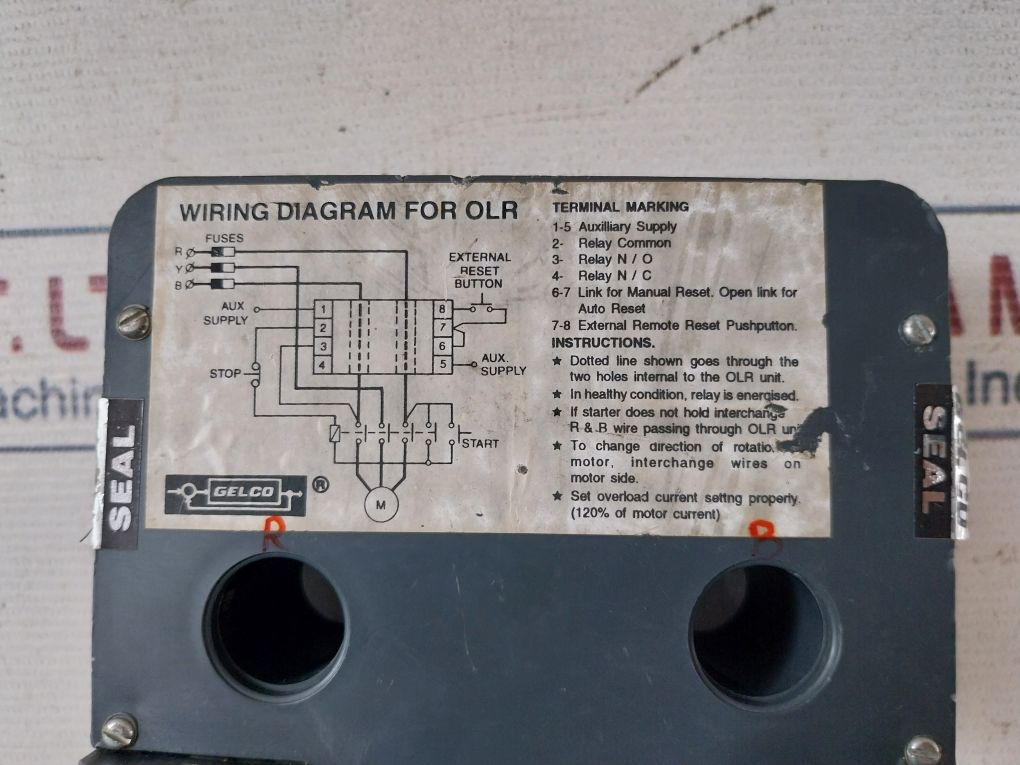 WIRING DIAGRAM FOR OLR
FUSES
R
Y
B
AUX
SUPPLY
EXTERNAL
RESET
BUTTON
1
2
3
4
8
7
6
5
AUX.
SUPPLY
STOP
START
M
GELCO ®
TERMINAL MARKING
1-5 Auxilliary Supply
2- Relay Common
3- Relay N / O
4- Relay N / C
6-7 Link for Manual Reset. Open link for
Auto Reset
7-8 External Remote Reset Pushputton.
INSTRUCTIONS.
★ Dotted line shown goes through the
two holes internal to the OLR unit.
★ In healthy condition, relay is energised.
★ If starter does not hold interchange
R & B wire passing through OLR
★ To change direction of
motor, interchange wires on
motor side.
★ Set overload current settng properly.
(120% of motor current)
SEAL
SEAL
R
B